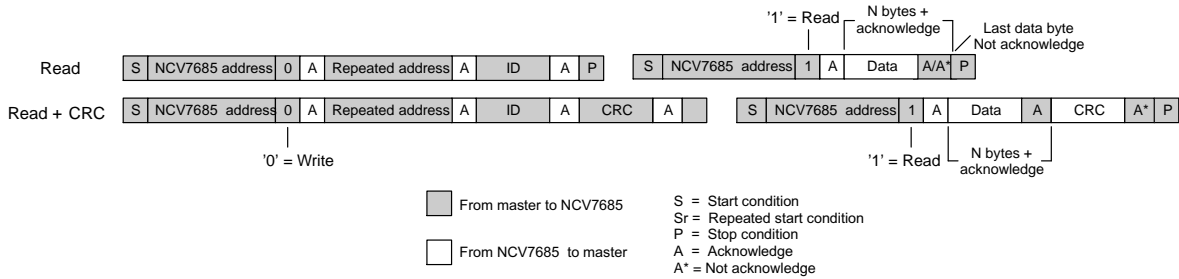 '1' = Read
N bytes +
acknowledge
Last data byte
Not acknowledge
Read
S NCV7685 address 0 A Repeated address A ID A P
S NCV7685 address 1 A Data A/A* P
Read + CRC
S NCV7685 address 0 A Repeated address A ID A CRC A
S NCV7685 address 1 A Data A CRC A* P
'0' = Write
'1' = Read
N bytes +
acknowledge
From master to NCV7685
From NCV7685 to master
S = Start condition
Sr = Repeated start condition
P = Stop condition
A = Acknowledge
A* = Not acknowledge